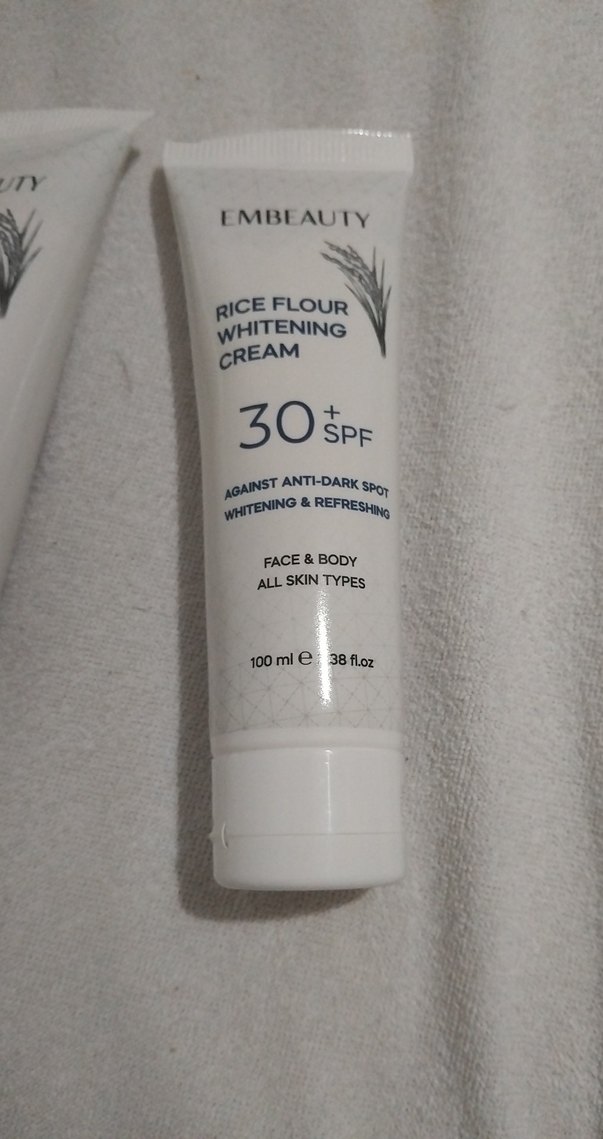 EMBEAUTY
RICE FLOUR
WHITENING
CREAM
30+
SPF
AGAINST ANTI-DARK SPOT
WHITENING & REFRESHING
FACE & BODY
ALL SKIN TYPES
100 ml ℮ .38 fl.oz
UTY